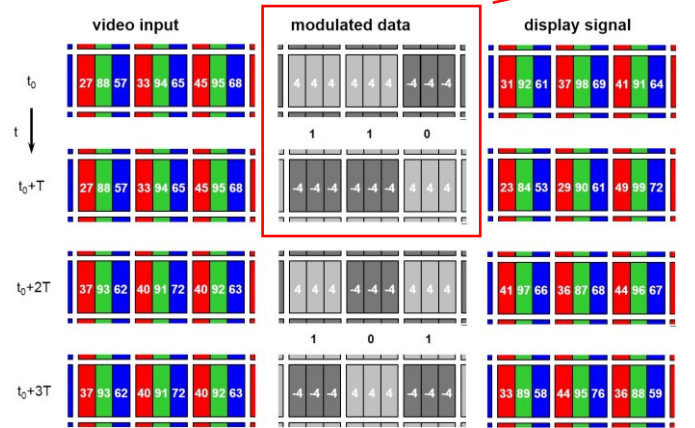 video input modulated data display signal
t₀ 27 88 57 33 94 65 45 95 68 4 4 4 4 4 4 -4 -4 -4 31 92 61 37 98 69 41 91 64
t 1 1 0
t₀+T 27 88 57 33 94 65 45 95 68 -4 -4 -4 -4 -4 -4 4 4 4 23 84 53 29 90 61 49 99 72
t₀+2T 37 93 62 40 91 72 40 92 63 4 4 4 -4 -4 -4 4 4 4 41 97 66 36 87 68 44 96 67
1 0 1
t₀+3T 37 93 62 40 91 72 40 92 63 -4 -4 -4 4 4 4 -4 -4 -4 33 89 58 44 95 76 36 88 59